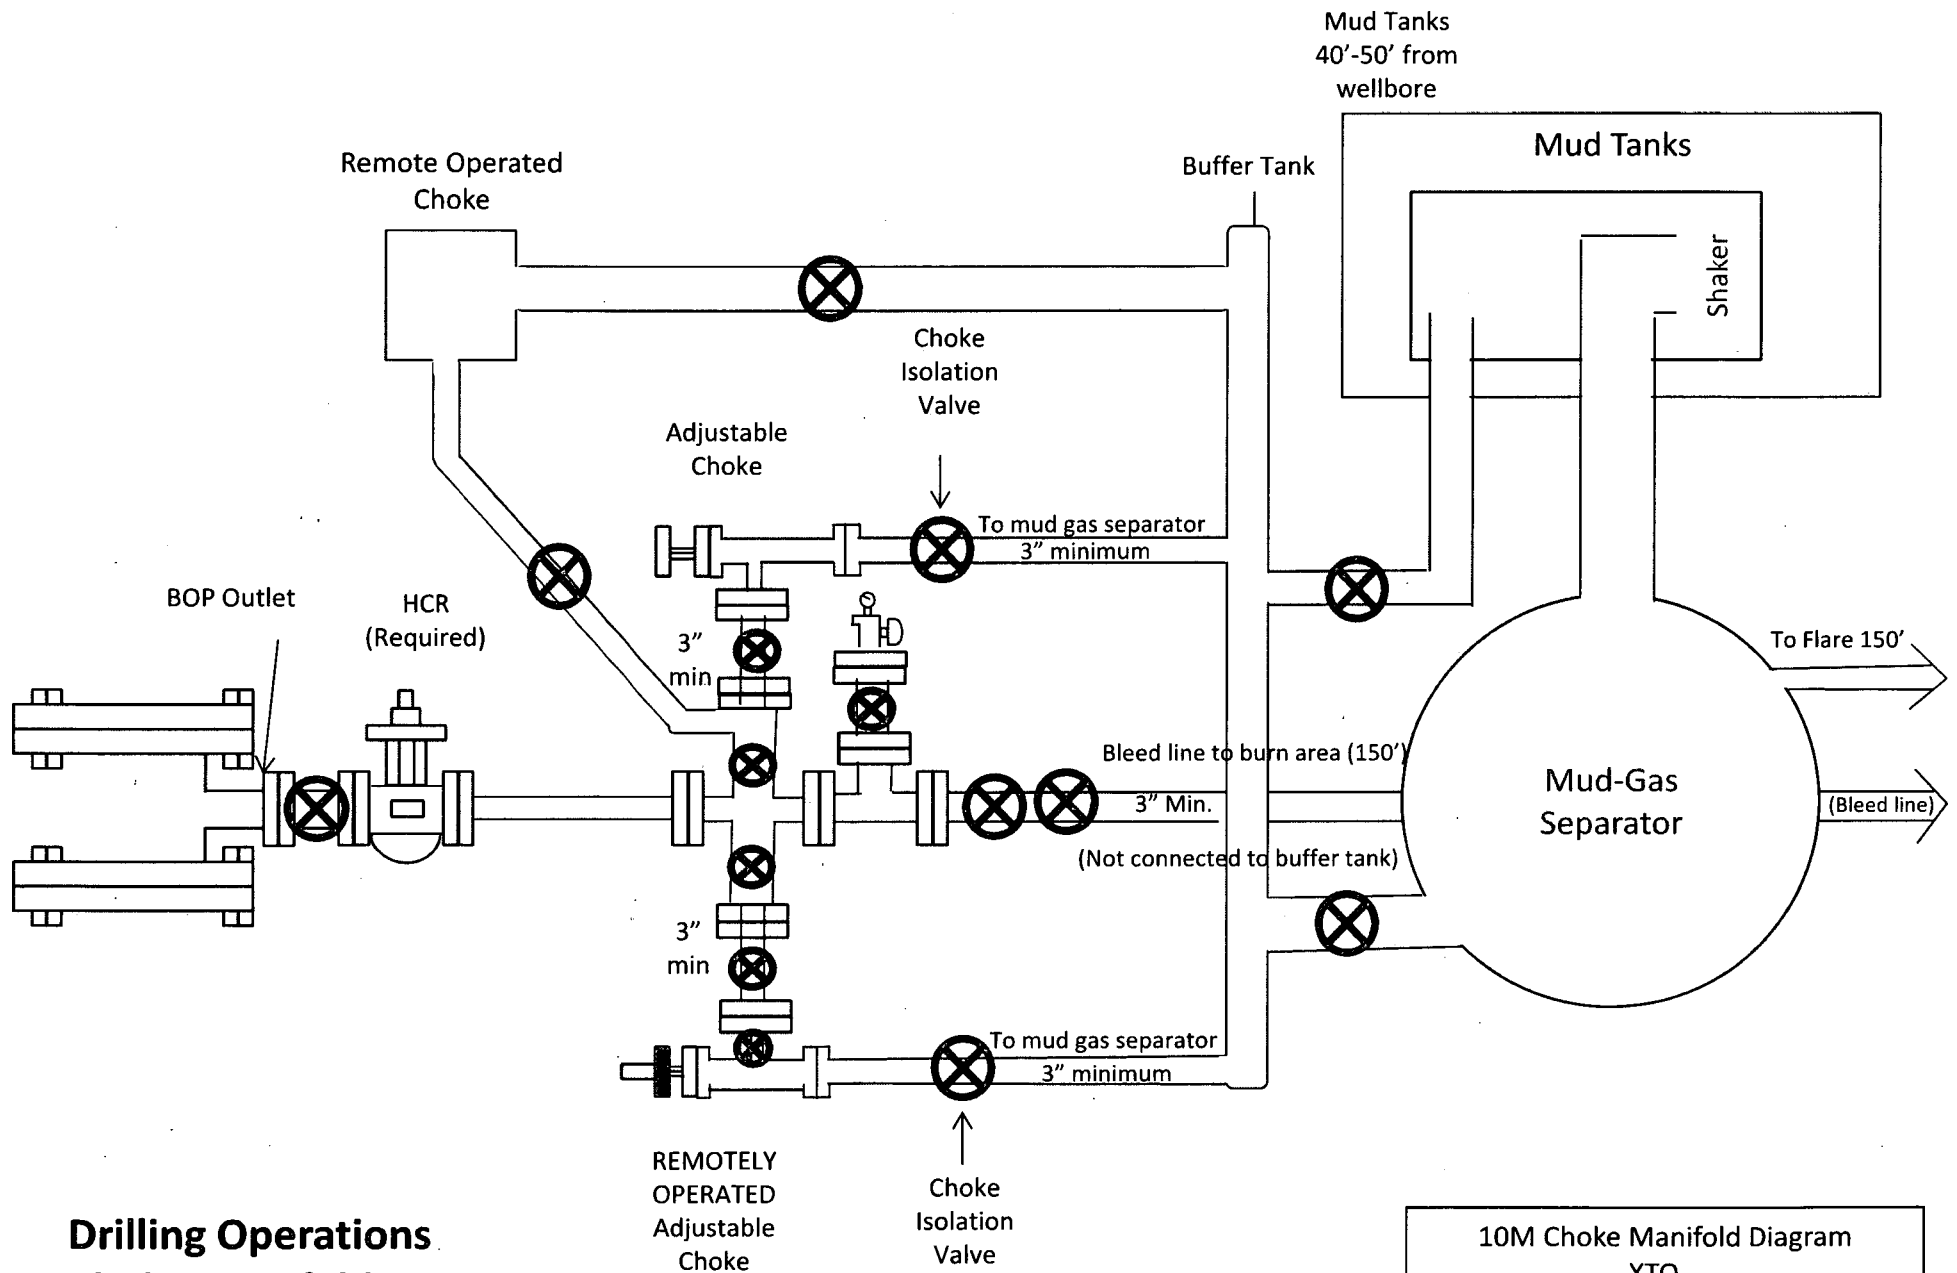 Mud Tanks
40’-50’ from
wellbore
Mud Tanks
Shaker
Remote Operated
Choke
Buffer Tank
Choke
Isolation
Valve
Adjustable
Choke
To mud gas separator
3” minimum
BOP Outlet
HCR
(Required)
3”
min
To Flare 150’
Bleed line to burn area (150’)
3” Min.
(Not connected to buffer tank)
Mud-Gas
Separator
(Bleed line)
3”
min
To mud gas separator
3” minimum
REMOTELY
OPERATED
Adjustable
Choke
Choke
Isolation
Valve
Drilling Operations
10M Choke Manifold Diagram
XTO